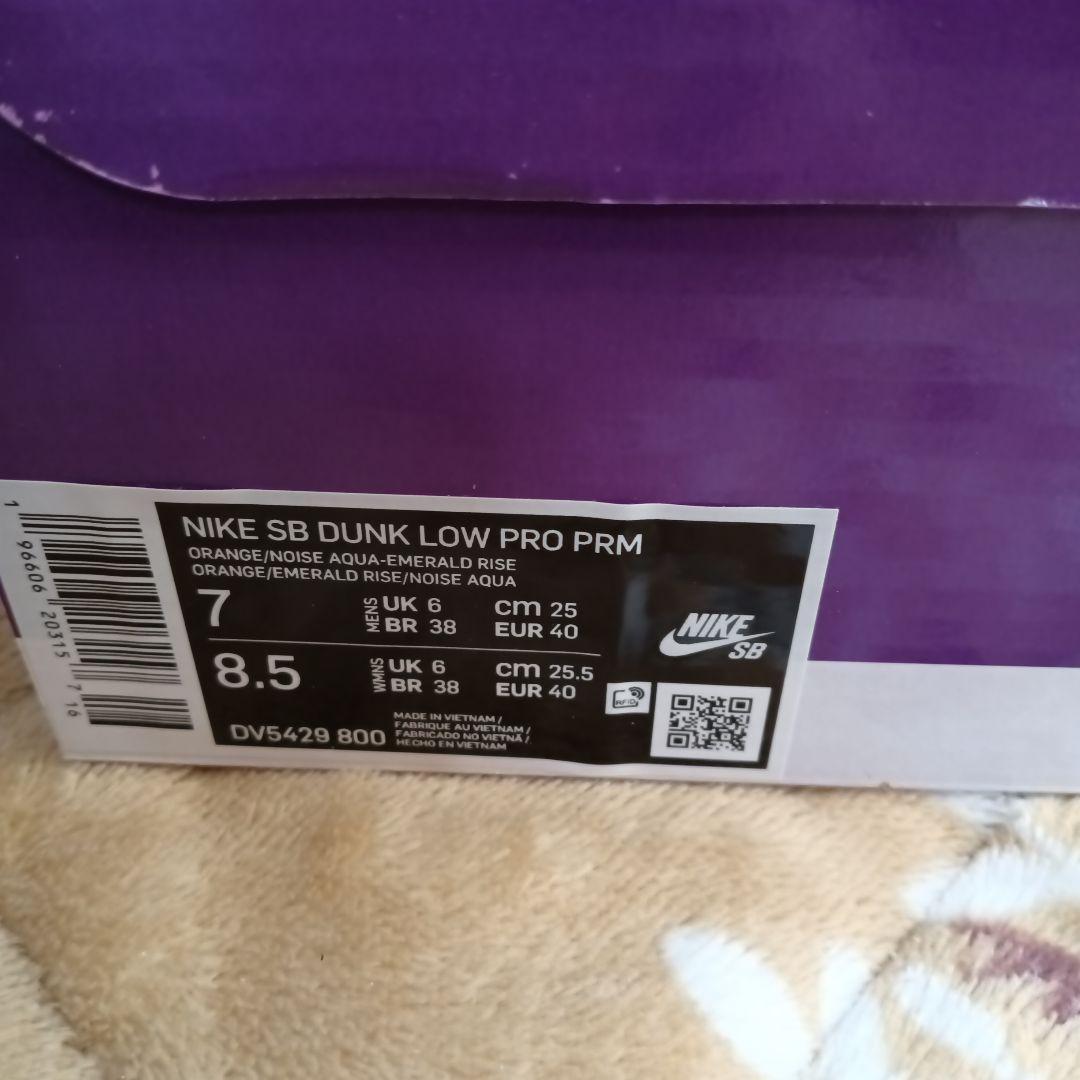 NIKE SB DUNK LOW PRO PRM
ORANGE/NOISE AQUA-EMERALD RISE
ORANGE/EMERALD RISE/NOISE AQUA
7
MENS
UK 6
BR 38
cm 25
EUR 40
8.5
WMNS
UK 6
BR 38
cm 25.5
EUR 40
DV5429 800
MADE IN VIETNAM /
FABRIQUE AU VIETNAM /
FABRICADO NO VIETNÃ /
HECHO EN VIETNAM
RFID
NIKE
SB
1 96606 20315 7 16